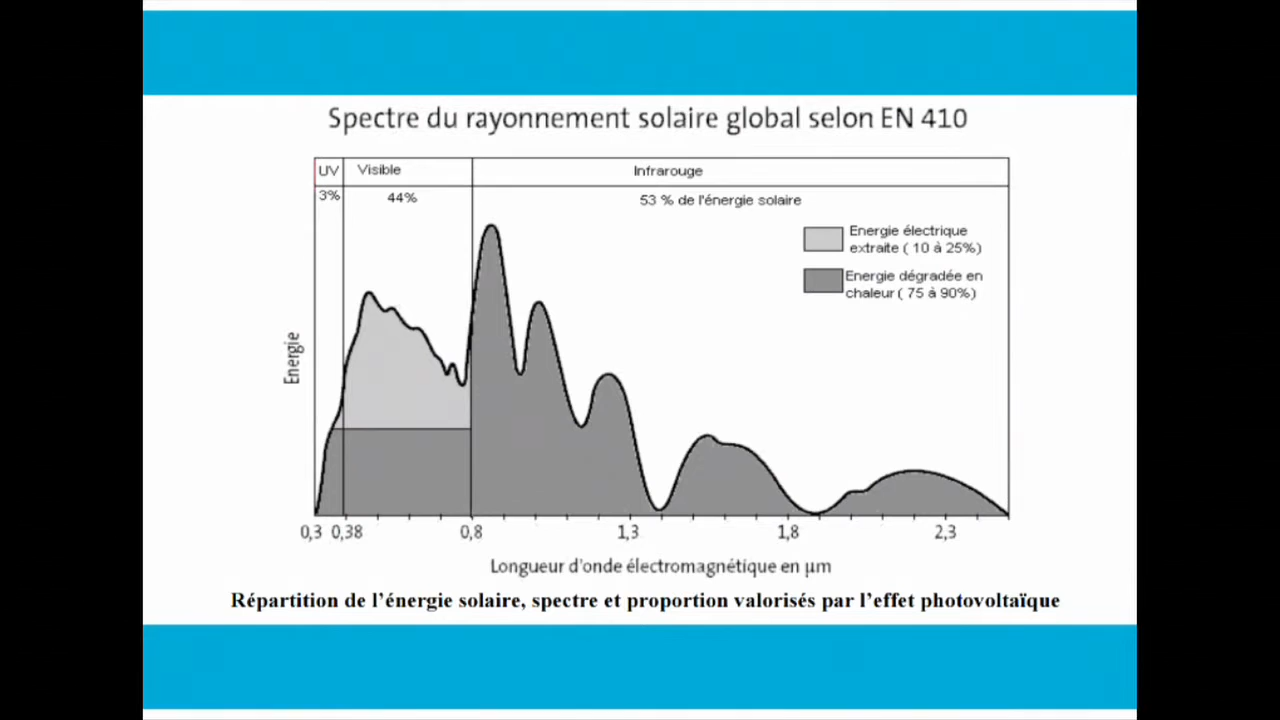 Spectre du rayonnement solaire global selon EN 410
UV
Visible
Infrarouge
3%
44%
53 % de l'énergie solaire
Energie électrique
extraite ( 10 à 25%)
Energie dégradée en
chaleur ( 75 à 90%)
Energie
0,3
0,38
0,8
1,3
1,8
2,3
Longueur d'onde électromagnétique en µm
Répartition de l'énergie solaire, spectre et proportion valorisés par l'effet photovoltaïque